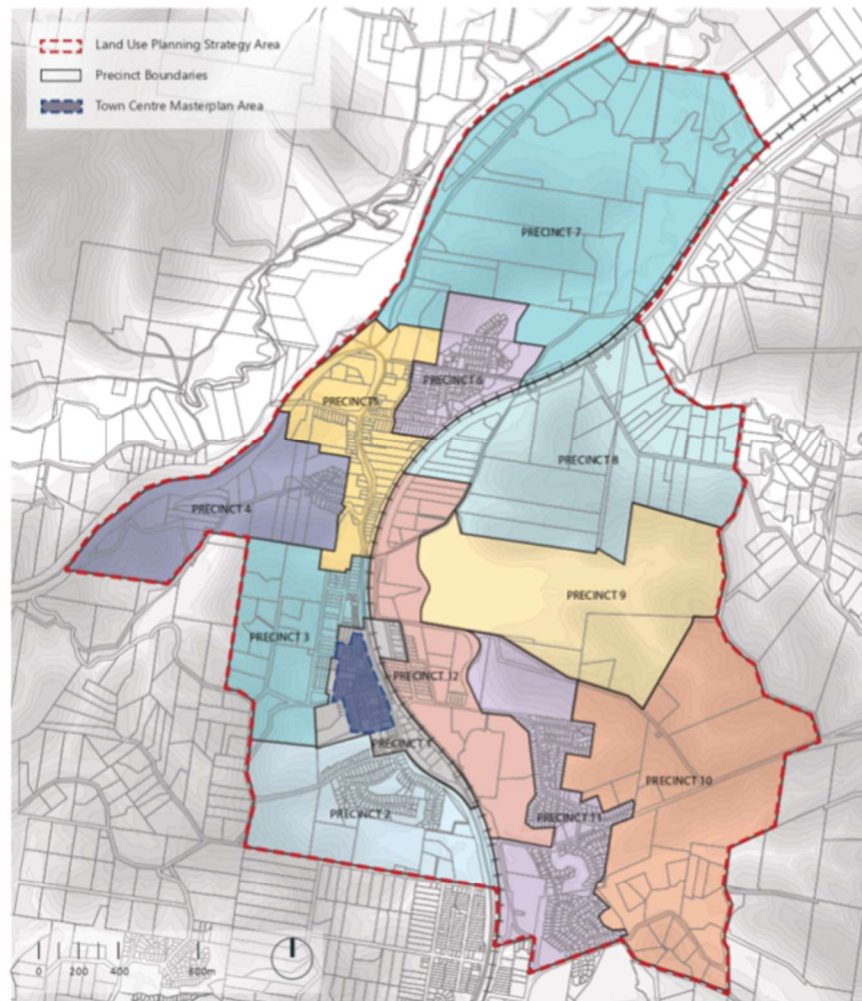 Land Use Planning Strategy Area
Precinct Boundaries
Town Centre Masterplan Area
PRECINCT 7
PRECINCT 6
PRECINCT 5
PRECINCT 8
PRECINCT 4
PRECINCT 9
PRECINCT 3
PRECINCT 12
PRECINCT 1
PRECINCT 10
PRECINCT 2
PRECINCT 11
0 200 400 800m